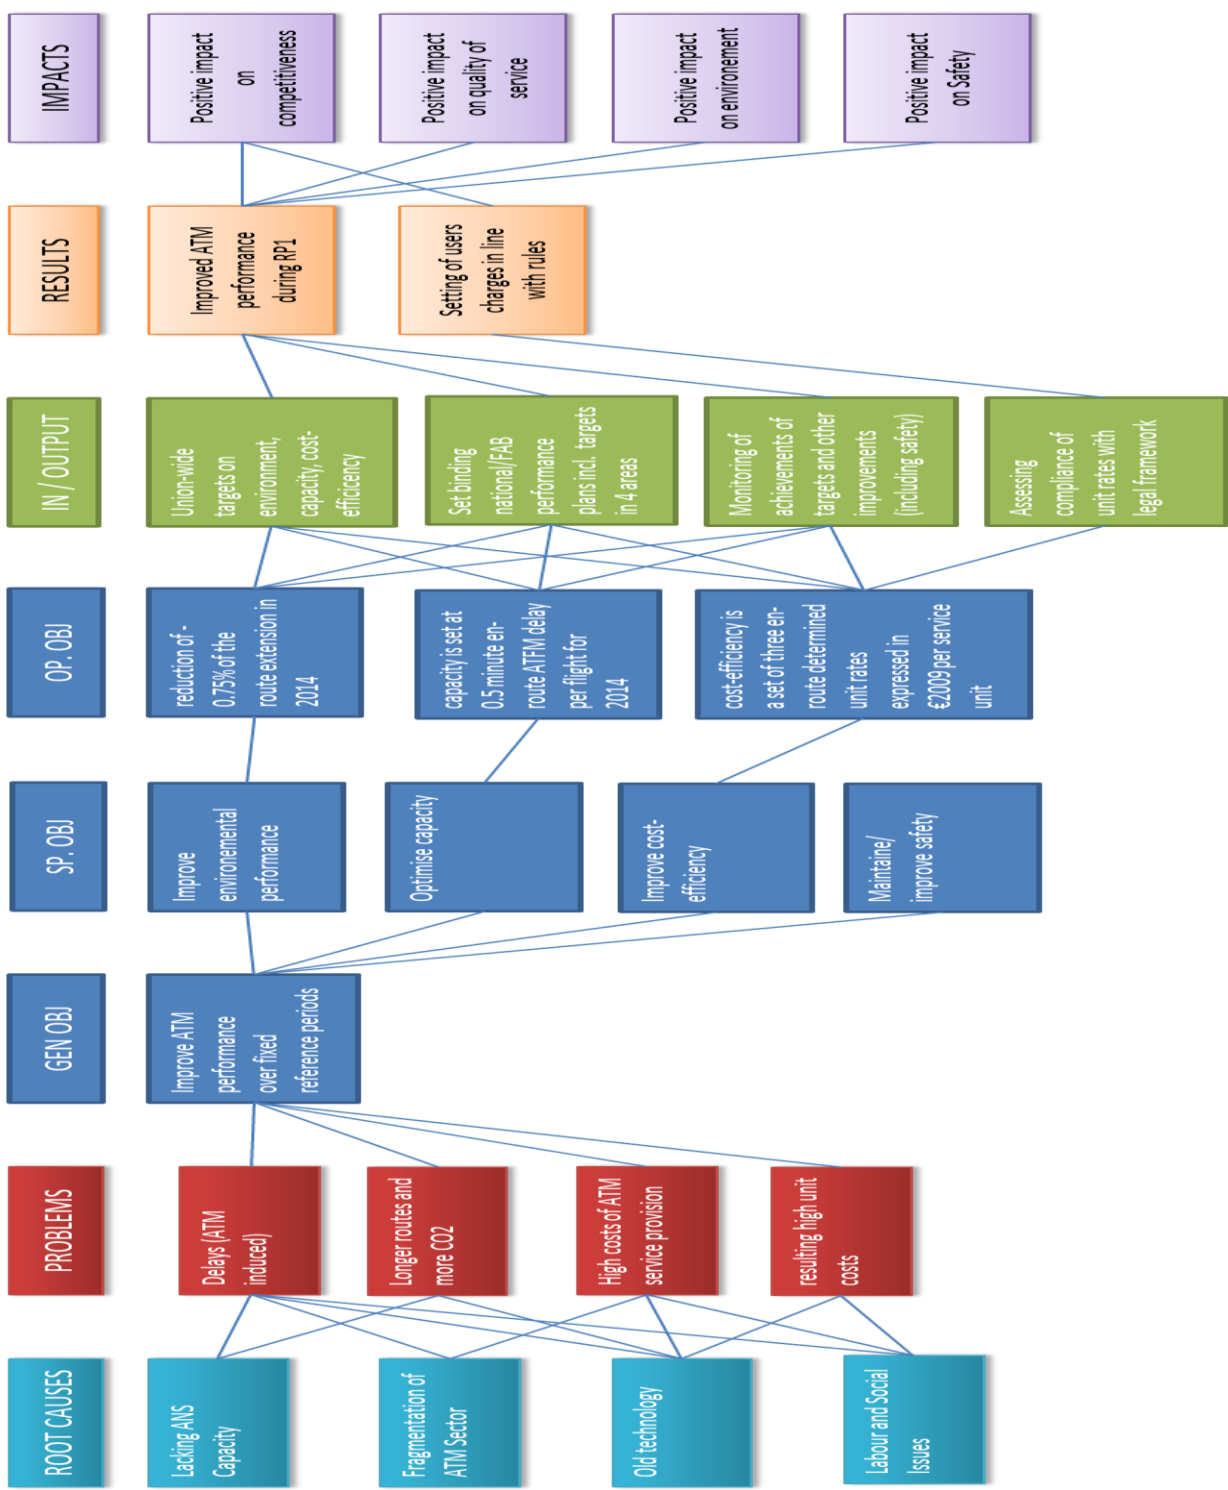 ROOT CAUSES
Lacking ANS
Capacity
Fragmentation of
ATM Sector
Old technology
Labour and Social
Issues
PROBLEMS
Delays (ATM
induced)
Longer routes and
more CO2
High costs of ATM
service provision
resulting high unit
costs
GEN OBJ
Improve ATM
performance
over fixed
reference periods
SP. OBJ
Improve
environemental
performance
Optimise capacity
Improve cost-
efficiency
Maintaine/
improve safety
OP. OBJ
reduction of -
0.75% of the
route extension in
2014
capacity is set at
0.5 minute en-
route ATFM delay
per flight for
2014
cost-efficiency is
a set of three en-
route determined
unit rates
expressed in
€2009 per service
unit
IN / OUTPUT
Union-wide
targets on
environment,
capacity, cost-
efficicency
Set binding
national/FAB
performance
plans incl. targets
in 4 areas
Monitoring of
achievements of
targets and other
improvements
(including safety)
Assessing
compliance of
unit rates with
legal framework
RESULTS
Improved ATM
performance
during RP1
Setting of users
charges in line
with rules
IMPACTS
Positive impact
on
competitiveness
Positive impact
on quality of
service
Positive impact
on environement
Positive impact
on Safety